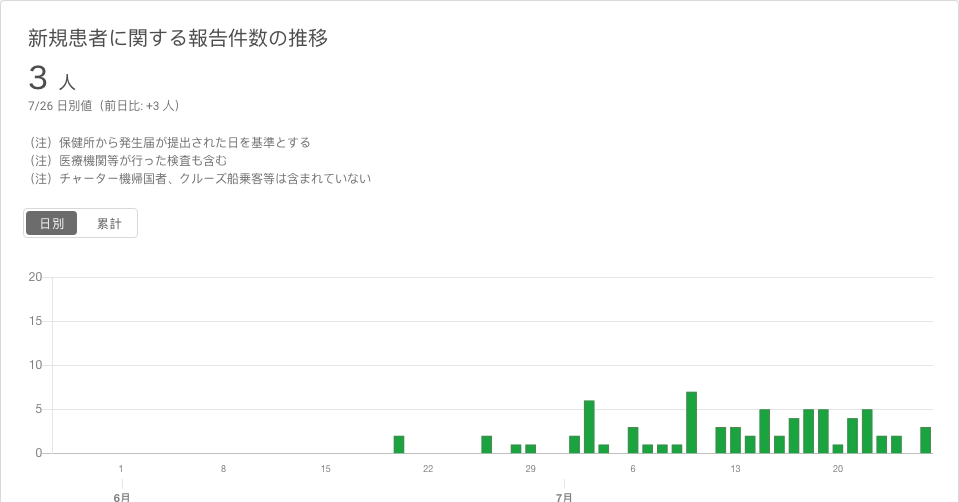 新規患者に関する報告件数の推移
3 人
7/26 日別値（前日比: +3 人）
（注）保健所から発生届が提出された日を基準とする
（注）医療機関等が行った検査も含む
（注）チャーター機帰国者、クルーズ船乗客等は含まれていない
日別 累計
20
15
10
5
0
1 8 15 22 29 6 13 20
6月 7月